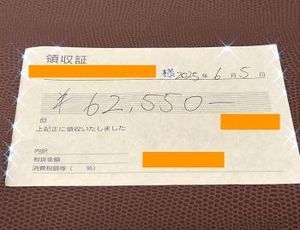 領収証
様 2025年 6月 5日
¥62,550—
但
上記正に領収いたしました
内訳
税抜金額
消費税額等( %)